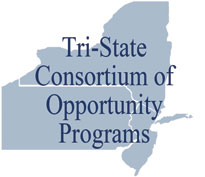 Tri-State
Consortium of
Opportunity
Programs